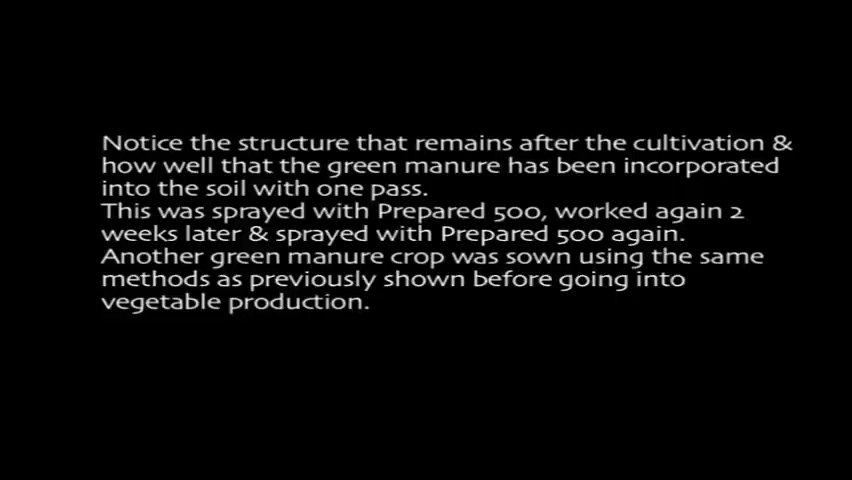 Notice the structure that remains after the cultivation &
how well that the green manure has been incorporated
into the soil with one pass.
This was sprayed with Prepared 500, worked again 2
weeks later & sprayed with Prepared 500 again.
Another green manure crop was sown using the same
methods as previously shown before going into
vegetable production.